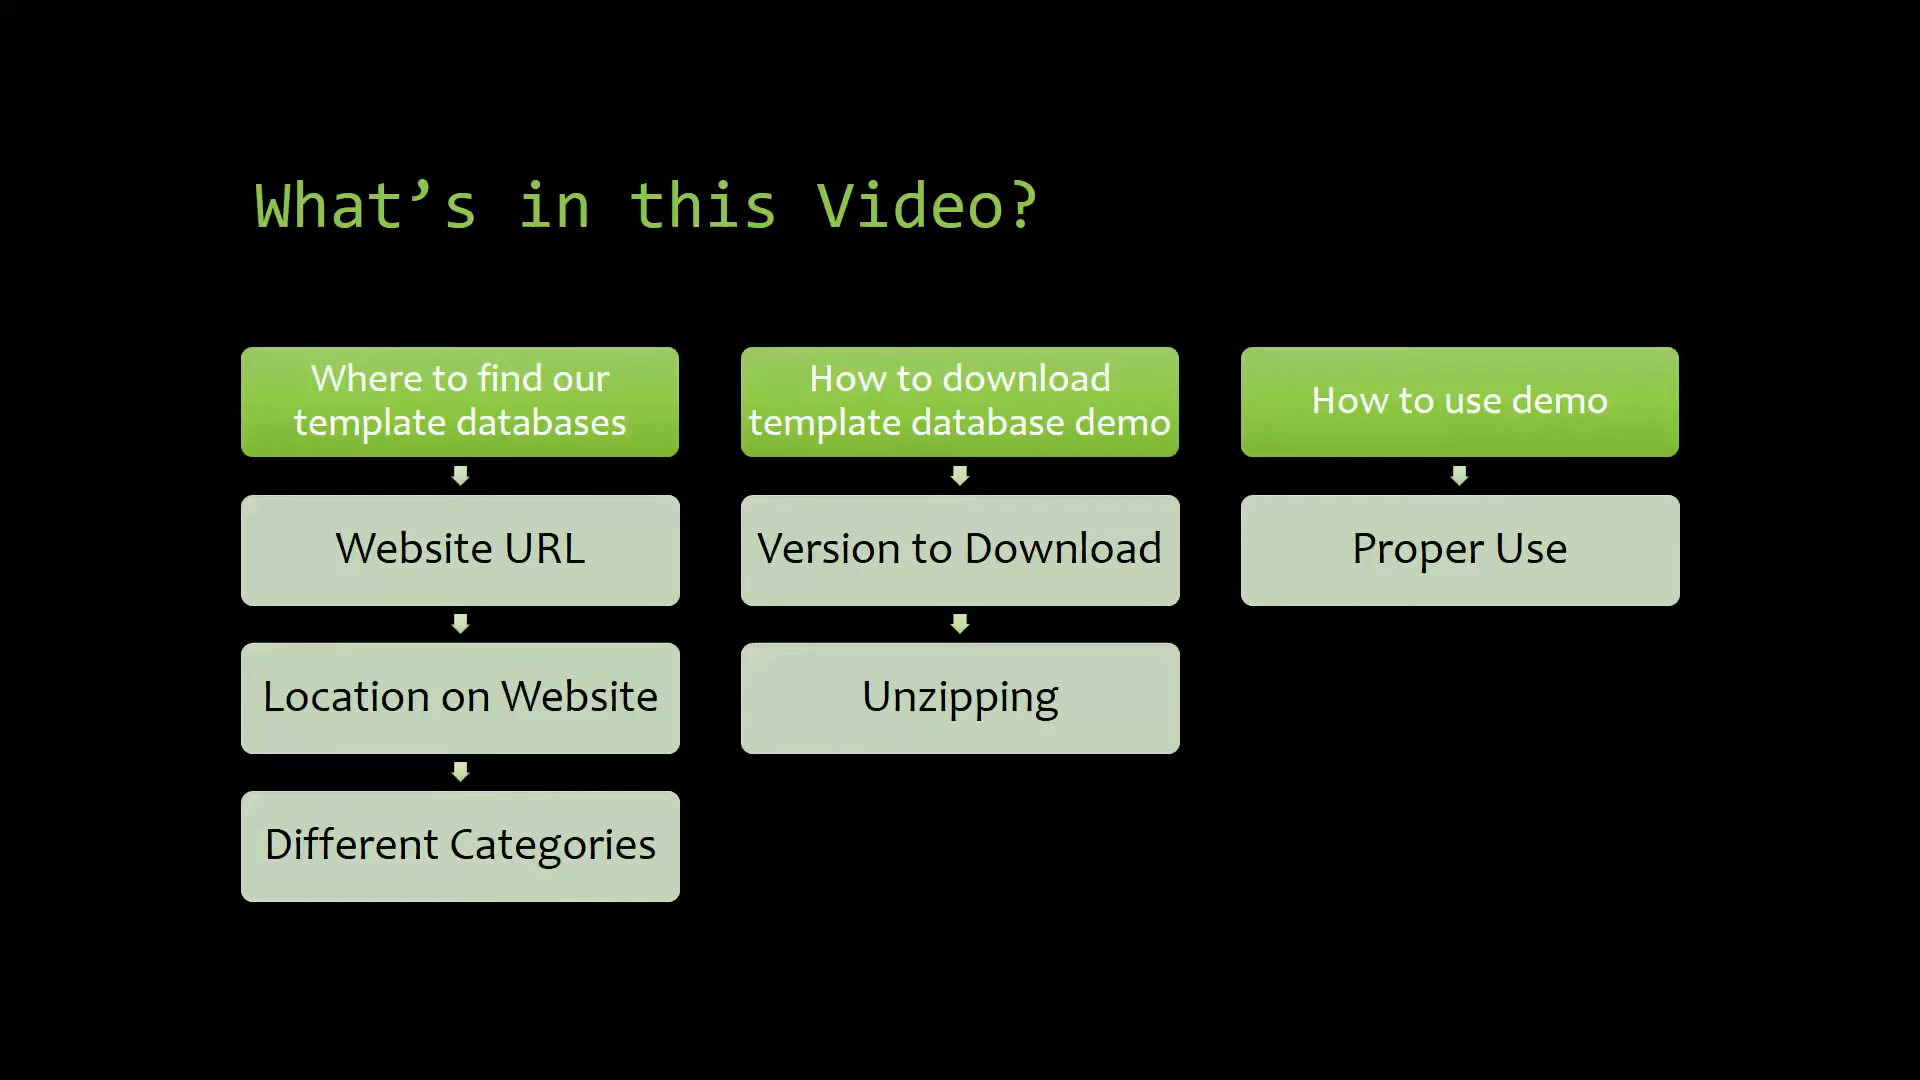 What’s in this Video?
Where to find our
template databases
Website URL
Location on Website
Different Categories
How to download
template database demo
Version to Download
Unzipping
How to use demo
Proper Use